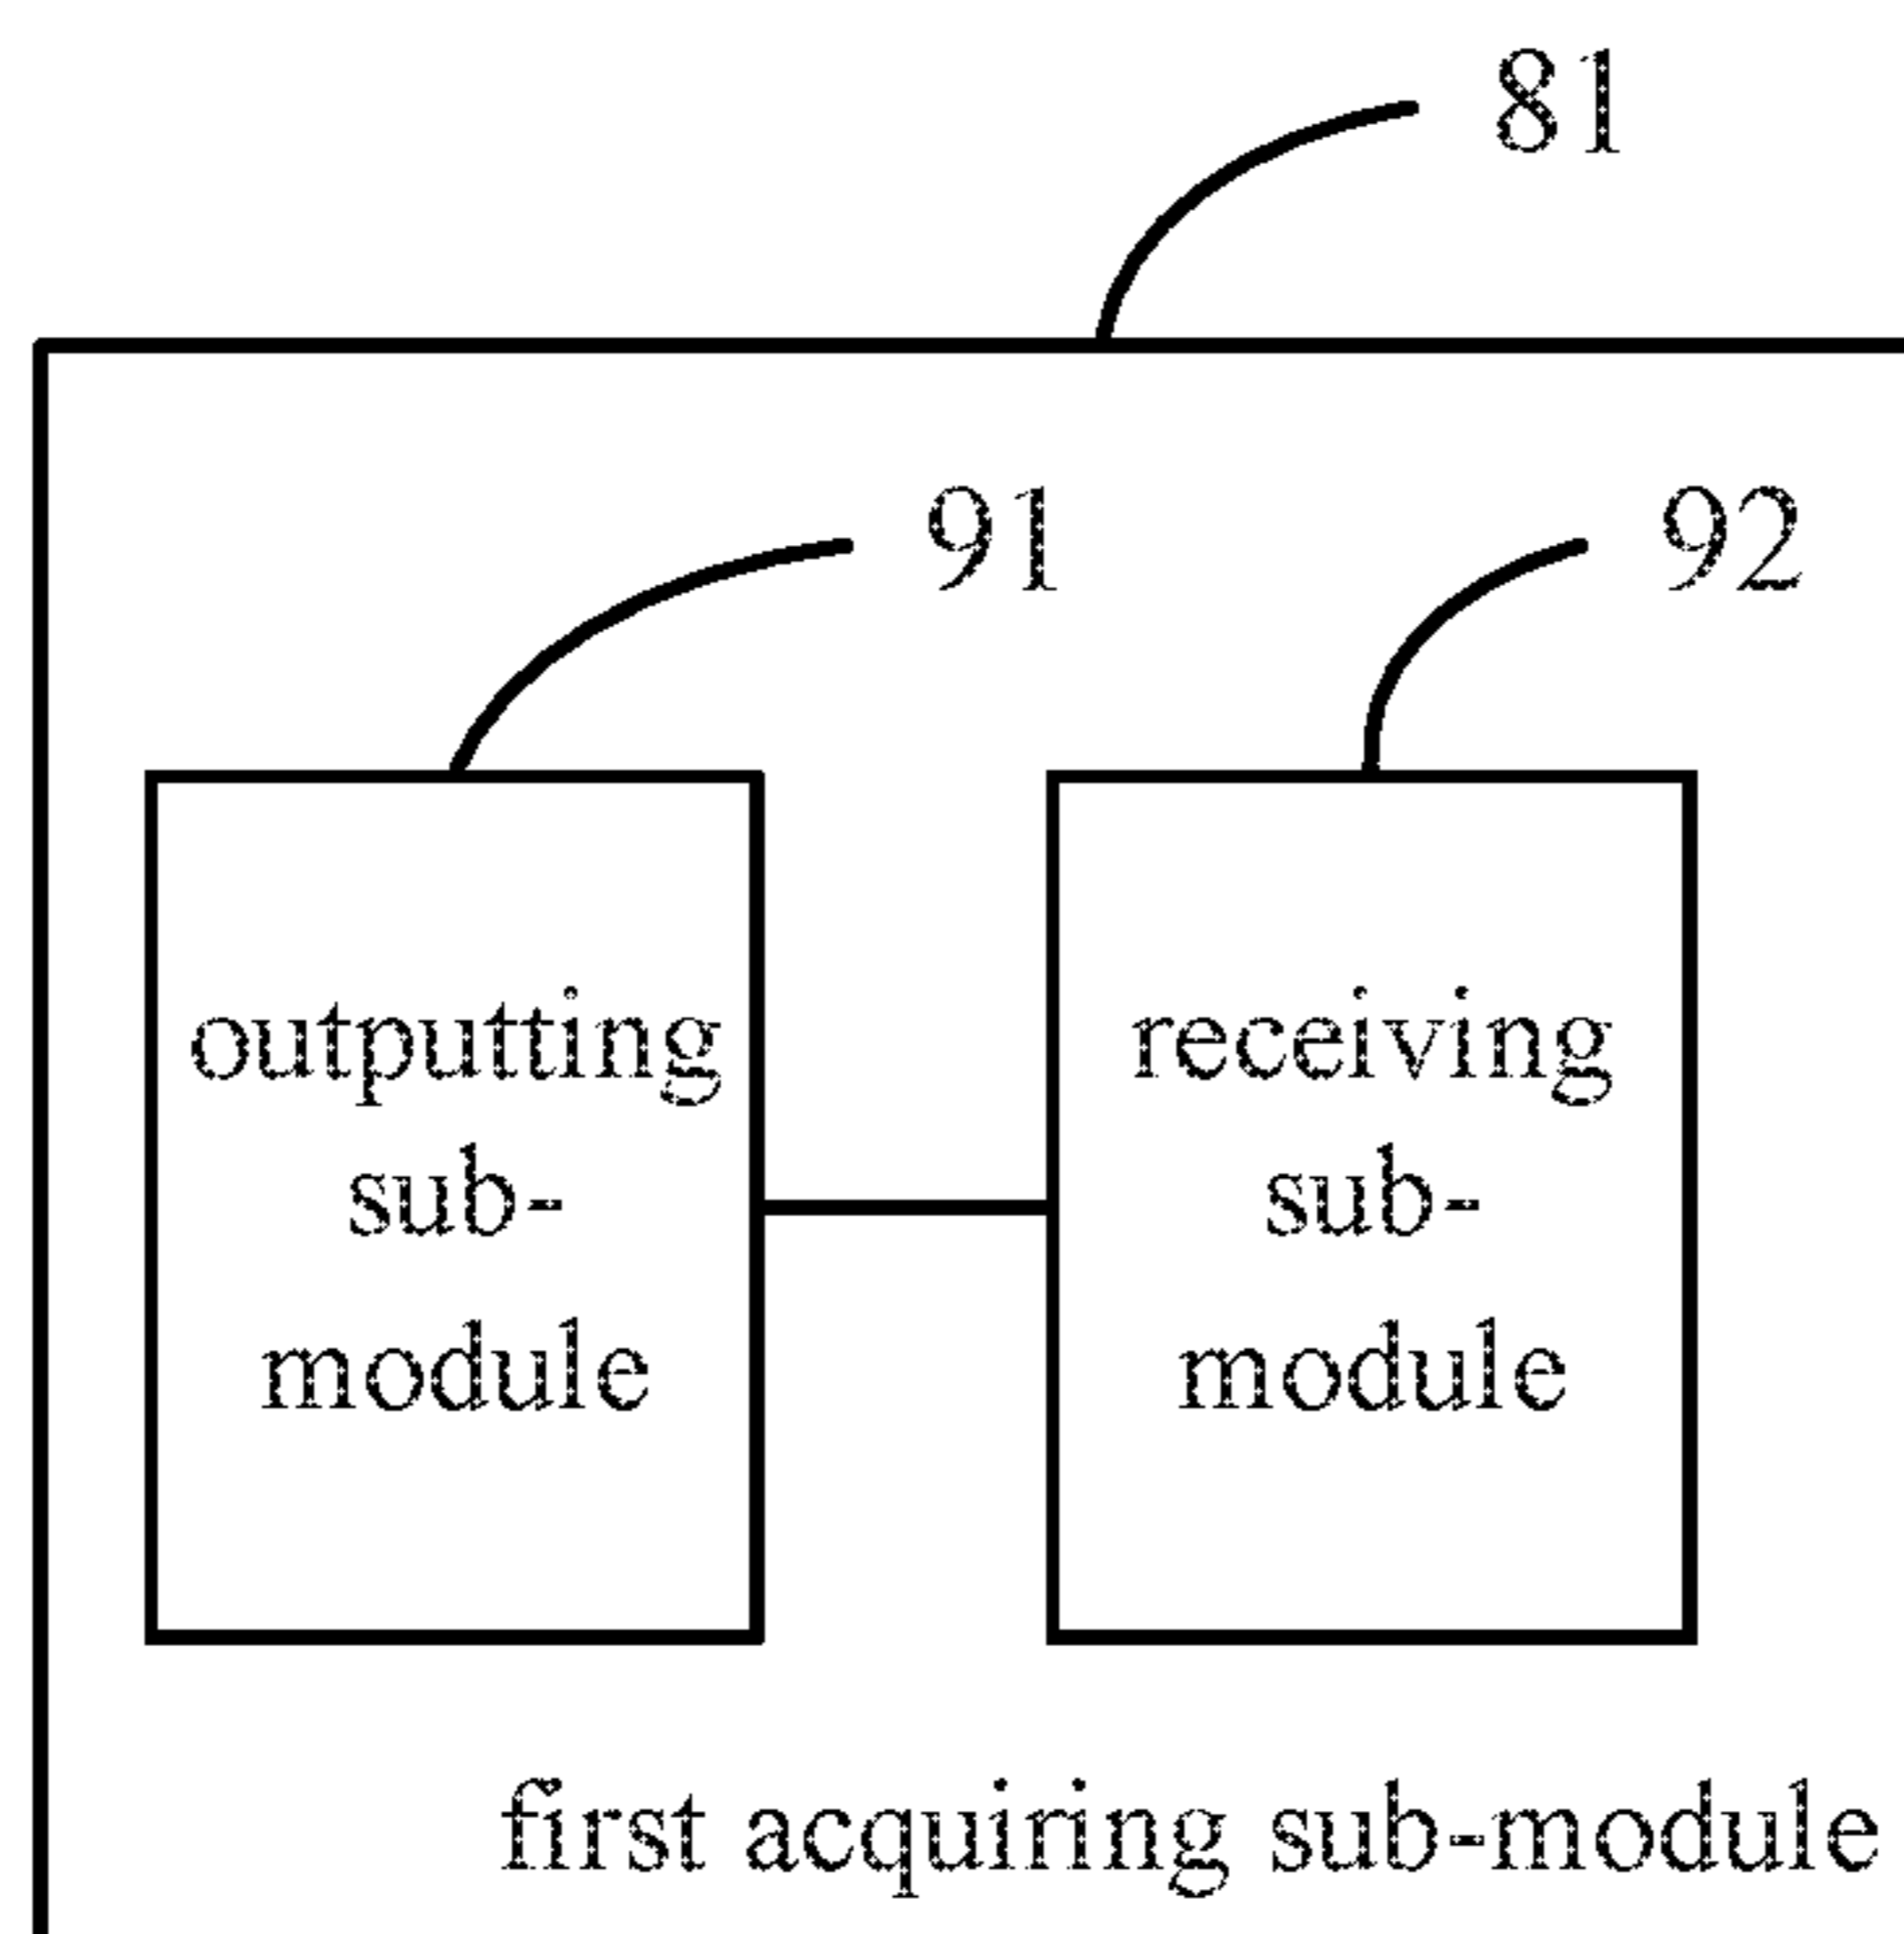 81
91
92
outputting
sub-
module
receiving
sub-
module
first acquiring sub-module